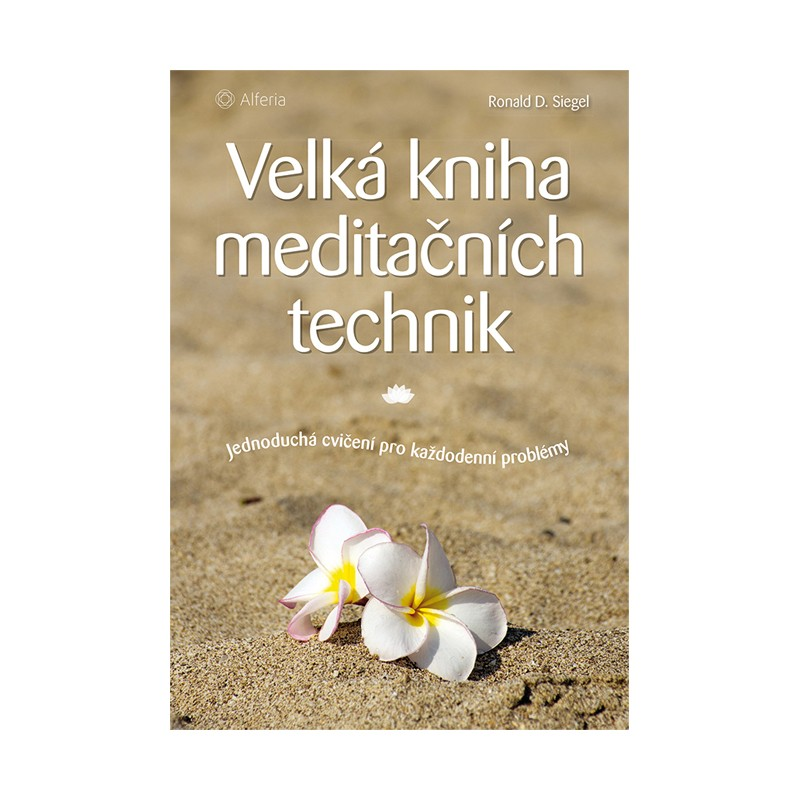 Alferia
Ronald D. Siegel
Velká kniha
meditačních
technik
Jednoduchá cvičení pro každodenní problémy